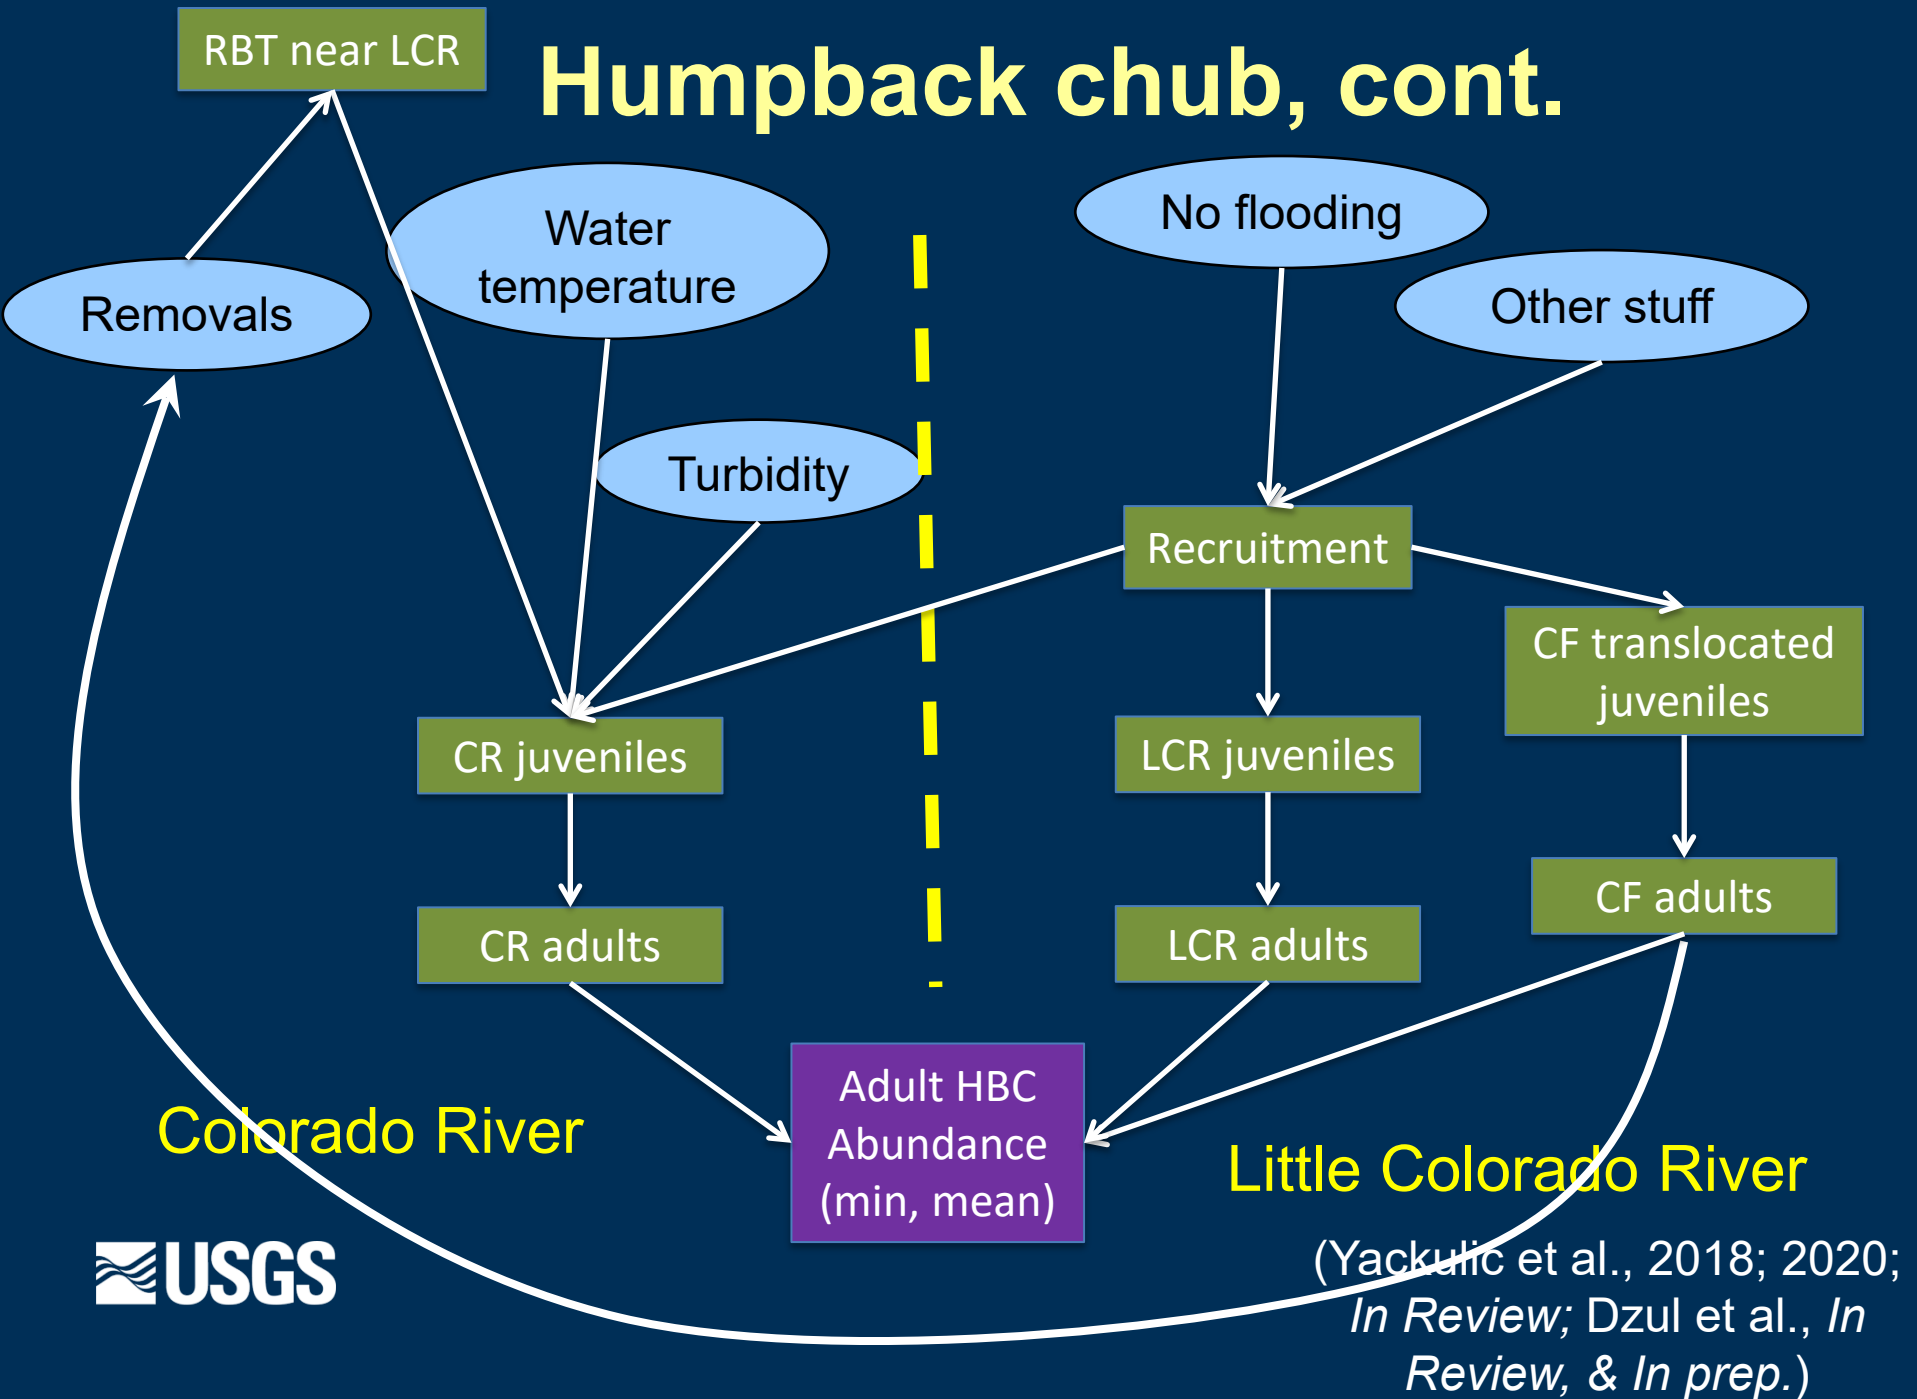 RBT near LCR
Humpback chub, cont.
Water
temperature
No flooding
Removals
Other stuff
Turbidity
Recruitment
CF translocated
juveniles
CR juveniles
LCR juveniles
CF adults
CR adults
LCR adults
Adult HBC
Abundance
(min, mean)
Colorado River
Little Colorado River
USGS
(Yackulic et al., 2018; 2020;
In Review; Dzul et al., In
Review, & In prep.)